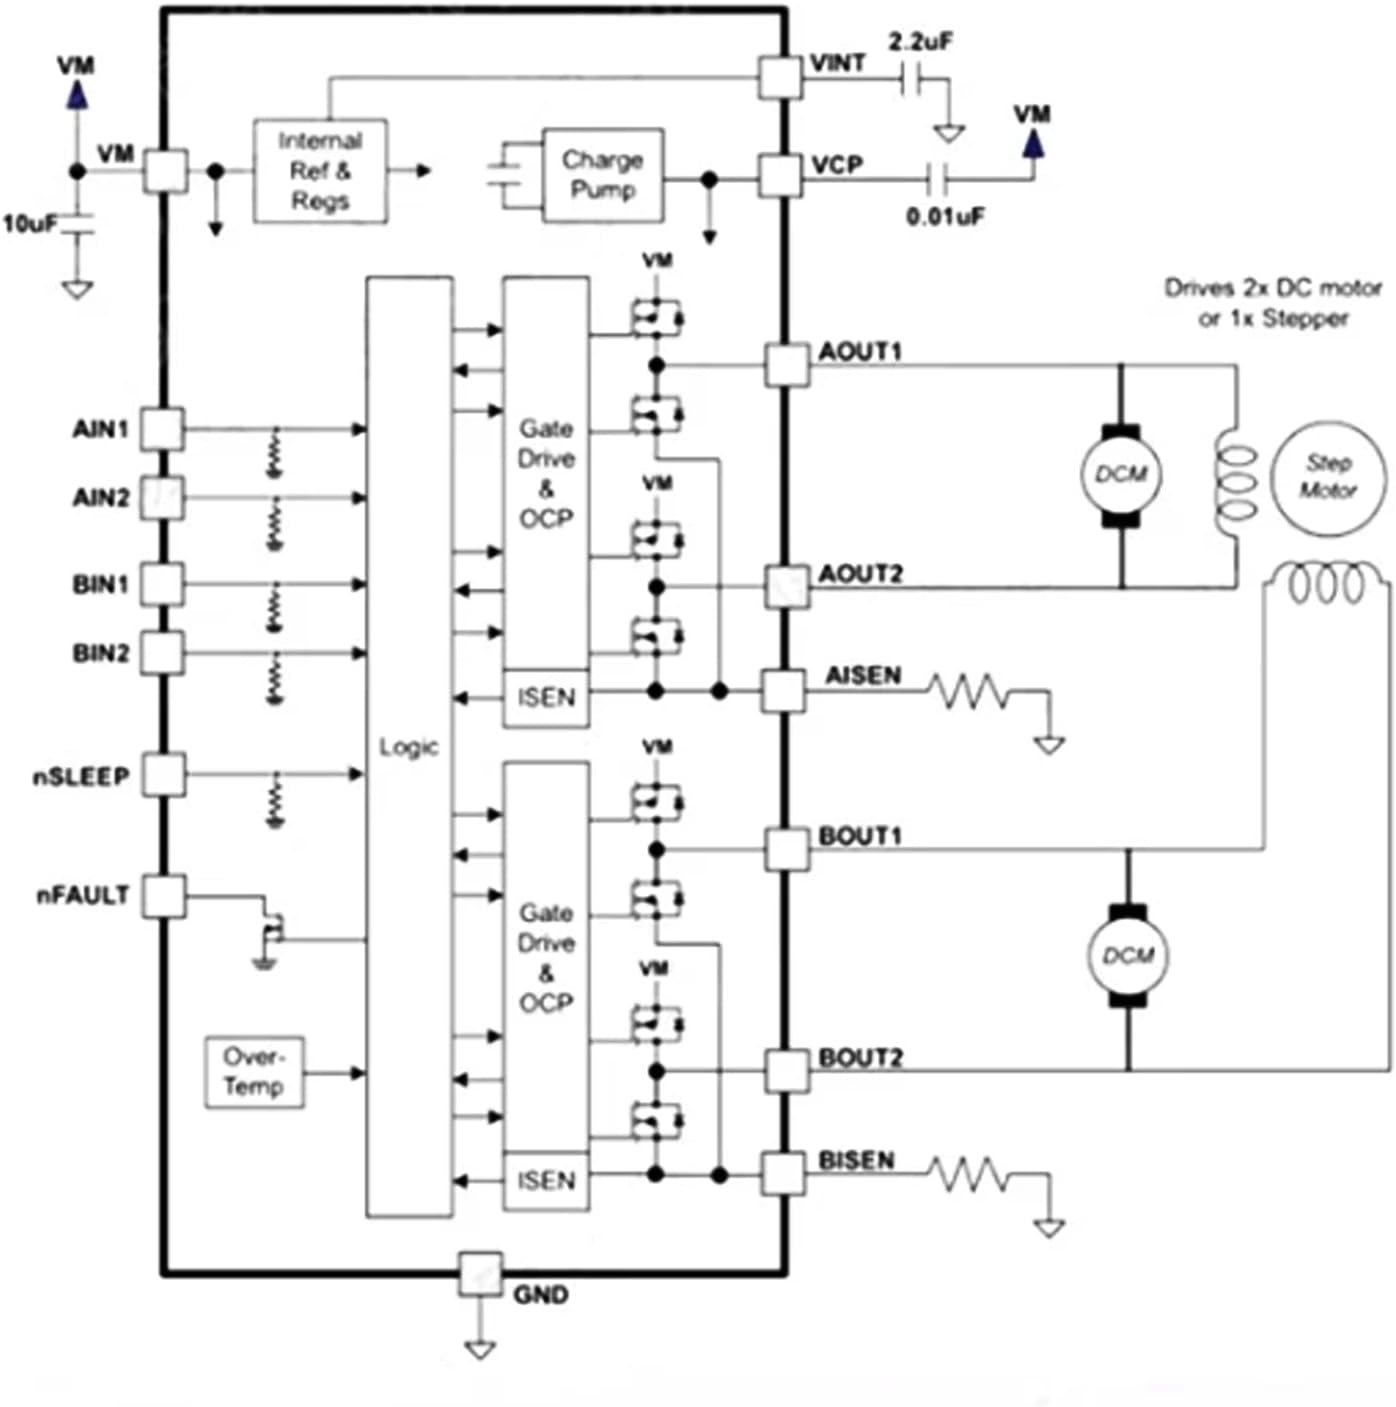 2.2uF
VINT
VM
VM
VM
Internal
Ref &
Regs
Charge
Pump
VCP
10uF
0.01uF
VM
Drives 2x DC motor
or 1x Stepper
AOUT1
AIN1
Gate
Drive
&
OCP
DCM
Step
Motor
VM
AIN2
BIN1
AOUT2
BIN2
AISEN
ISEN
Logic
VM
nSLEEP
BOUT1
nFAULT
Gate
Drive
&
OCP
DCM
VM
Over-
Temp
BOUT2
BISEN
ISEN
GND